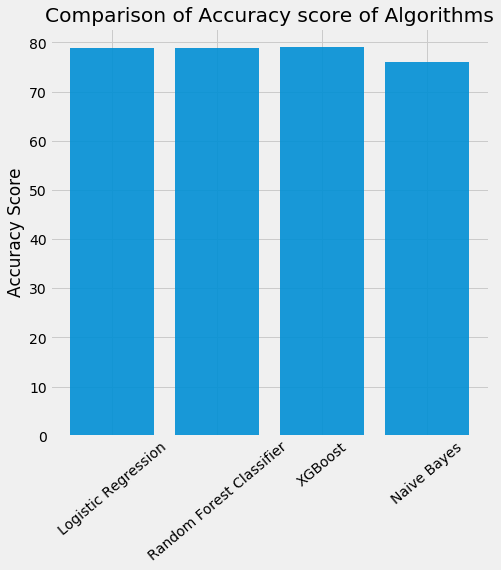 Comparison of Accuracy score of Algorithms
Accuracy Score
80
70
60
50
40
30
20
10
0
Logistic Regression
Random Forest Classifier
XGBoost
Naive Bayes